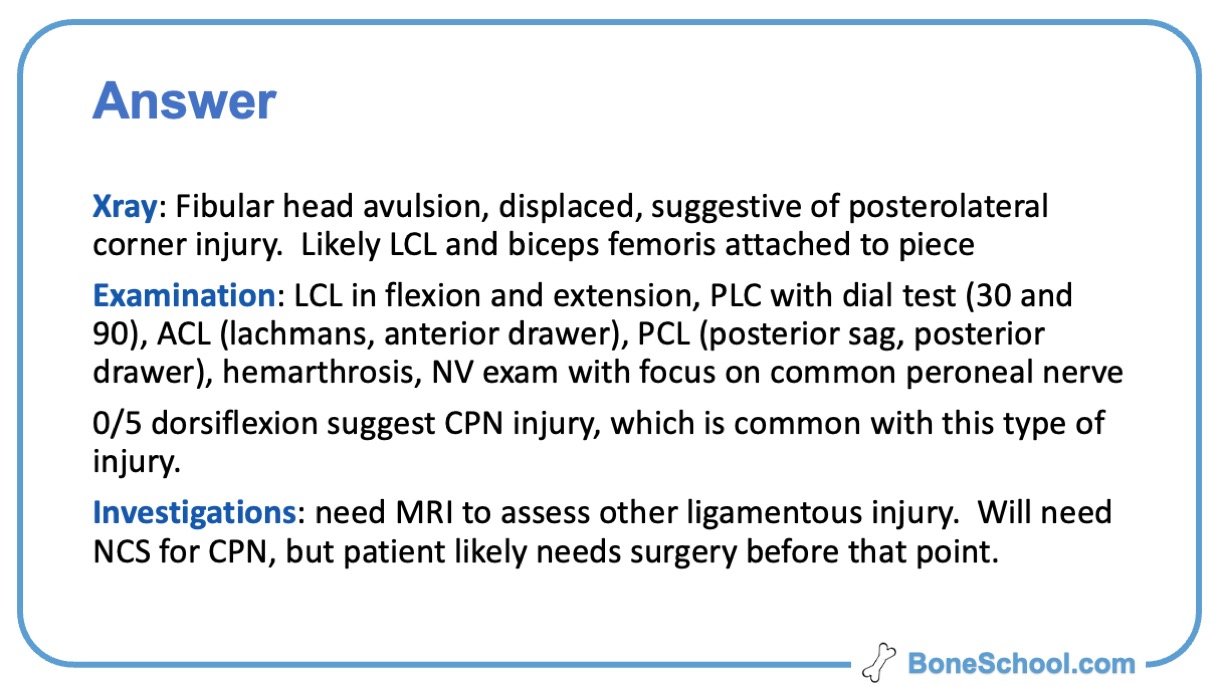 Answer
Xray: Fibular head avulsion, displaced, suggestive of posterolateral
corner injury.  Likely LCL and biceps femoris attached to piece
Examination: LCL in flexion and extension, PLC with dial test (30 and
90), ACL (lachmans, anterior drawer), PCL (posterior sag, posterior
drawer), hemarthrosis, NV exam with focus on common peroneal nerve
0/5 dorsiflexion suggest CPN injury, which is common with this type of
injury.
Investigations: need MRI to assess other ligamentous injury.  Will need
NCS for CPN, but patient likely needs surgery before that point.
BoneSchool.com